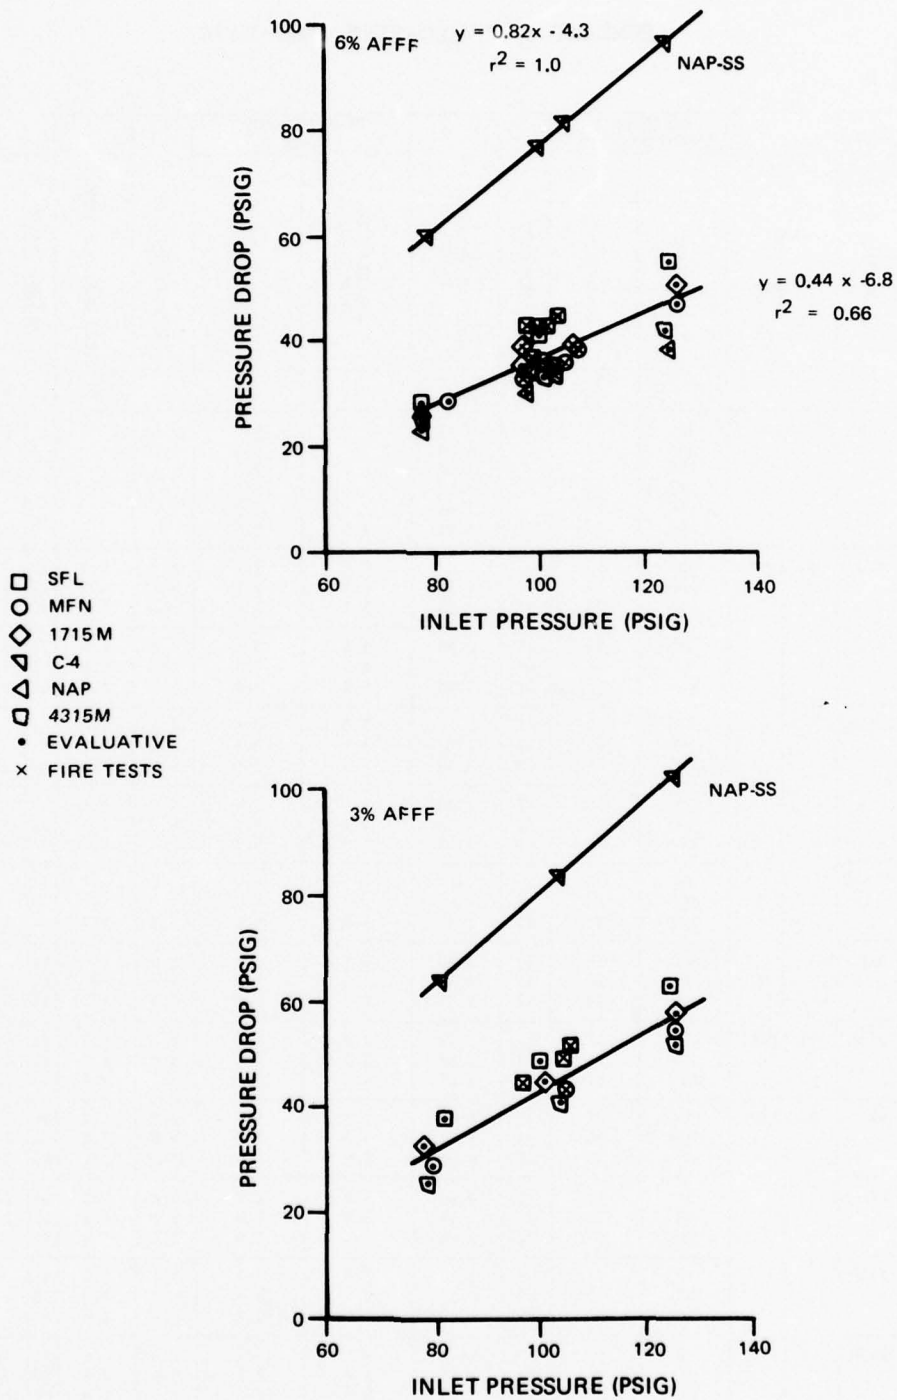 6% AFFF
y = 0.82x - 4.3
r2 = 1.0
NAP-SS
100
80
60
40
20
0
PRESSURE DROP (PSIG)
y = 0.44 x -6.8
r2 = 0.66
60
80
100
120
140
INLET PRESSURE (PSIG)
SFL
MFN
1715M
C-4
NAP
4315M
EVALUATIVE
FIRE TESTS
3% AFFF
NAP-SS
100
80
60
40
20
0
PRESSURE DROP (PSIG)
60
80
100
120
140
INLET PRESSURE (PSIG)